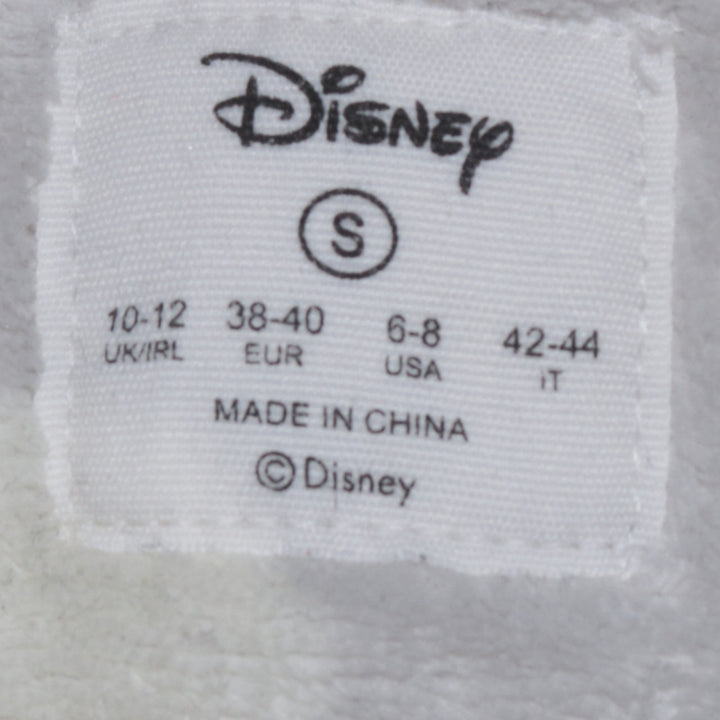 Disney
S
10-12 38-40 6-8 42-44
UK/IRL EUR USA IT
MADE IN CHINA
©Disney